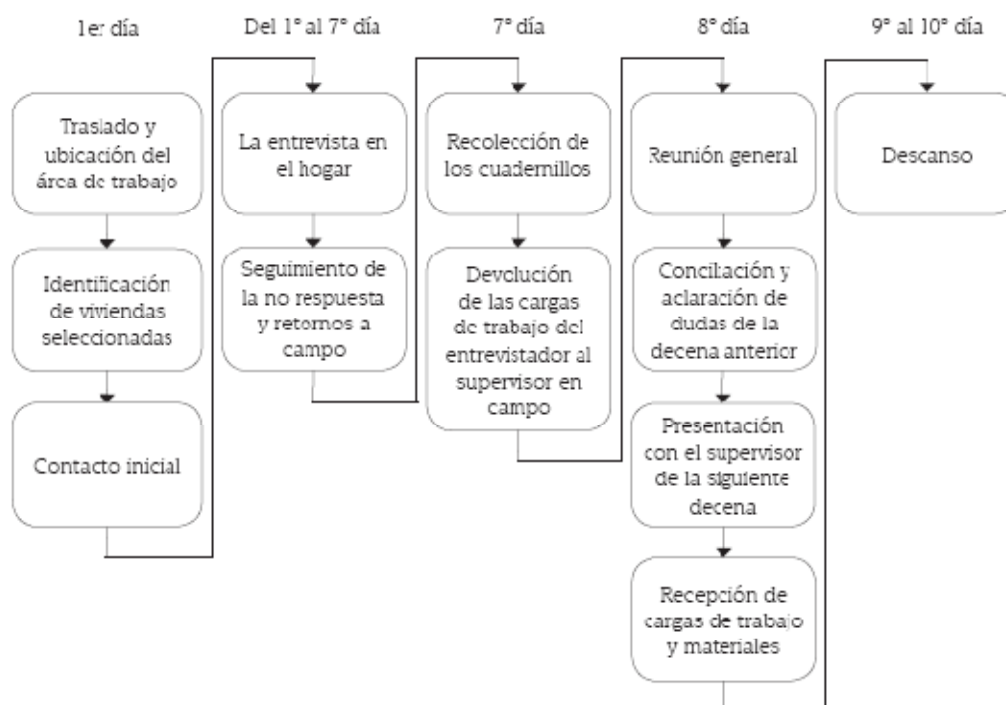 1er día
Traslado y
ubicación del
área de trabajo
Identificación
de viviendas
seleccionadas
Contacto inicial
Del 1° al 7° día
La entrevista en
el hogar
Seguimiento de
la no respuesta
y retornos a
campo
7° día
Recolección de
los cuadernillos
Devolución
de las cargas
de trabajo del
entrevistador al
supervisor en
campo
8° día
Reunión general
Conciliación y
aclaración de
dudas de la
decena anterior
Presentación
con el supervisor
de la siguiente
decena
Recepción de
cargas de trabajo
y materiales
9° al 10° día
Descanso